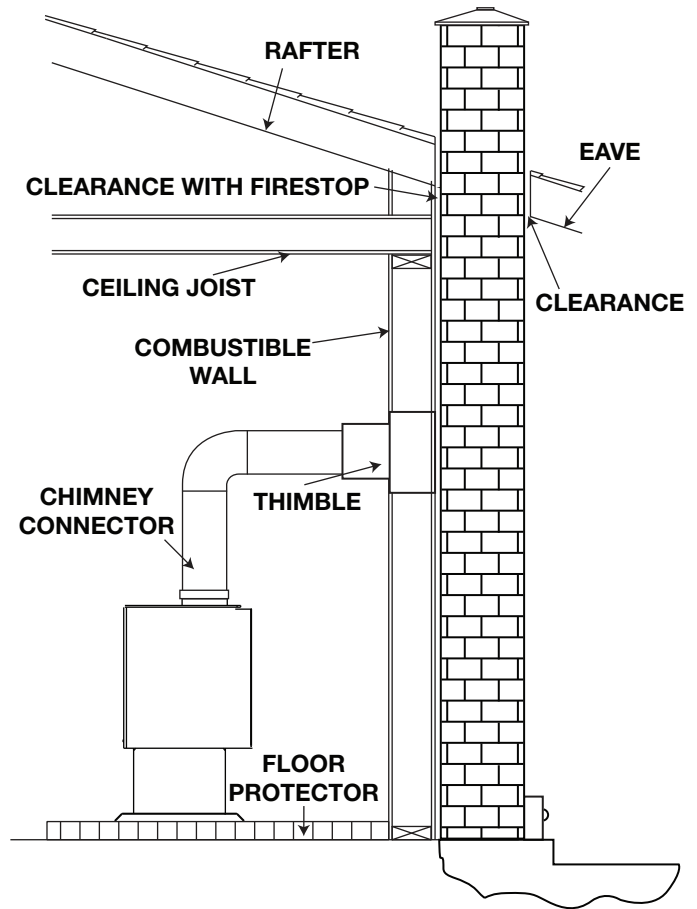 RAFTER
EAVE
CLEARANCE WITH FIRESTOP
CEILING JOIST
CLEARANCE
COMBUSTIBLE
WALL
THIMBLE
CHIMNEY
CONNECTOR
FLOOR
PROTECTOR